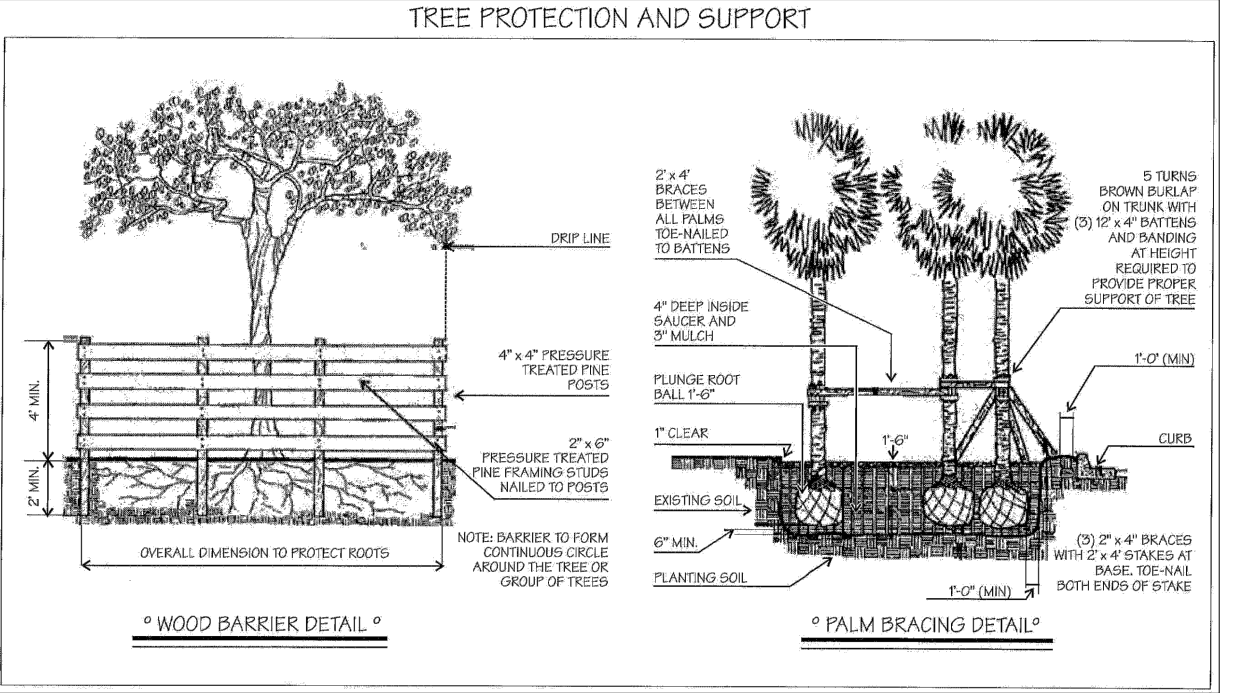 TREE PROTECTION AND SUPPORT
DRIP LINE
4" x 4" PRESSURE
TREATED PINE
POSTS
2" x 6"
PRESSURE TREATED
PINE FRAMING STUDS
NAILED TO POSTS
4' MIN.
2' MIN.
OVERALL DIMENSION TO PROTECT ROOTS
NOTE: BARRIER TO FORM
CONTINUOUS CIRCLE
AROUND THE TREE OR
GROUP OF TREES
° WOOD BARRIER DETAIL °
2' x 4'
BRACES
BETWEEN
ALL PALMS
TOE-NAILED
TO BATTENS
4" DEEP INSIDE
SAUCER AND
3" MULCH
PLUNGE ROOT
BALL 1'-6"
1" CLEAR
EXISTING SOIL
6" MIN.
PLANTING SOIL
1'-6"
5 TURNS
BROWN BURLAP
ON TRUNK WITH
(3) 12' x 4" BATTENS
AND BANDING
AT HEIGHT
REQUIRED TO
PROVIDE PROPER
SUPPORT OF TREE
1'-0" (MIN)
CURB
(3) 2" x 4" BRACES
WITH 2' x 4' STAKES AT
BASE. TOE-NAIL
BOTH ENDS OF STAKE
1'-0" (MIN)
° PALM BRACING DETAIL°